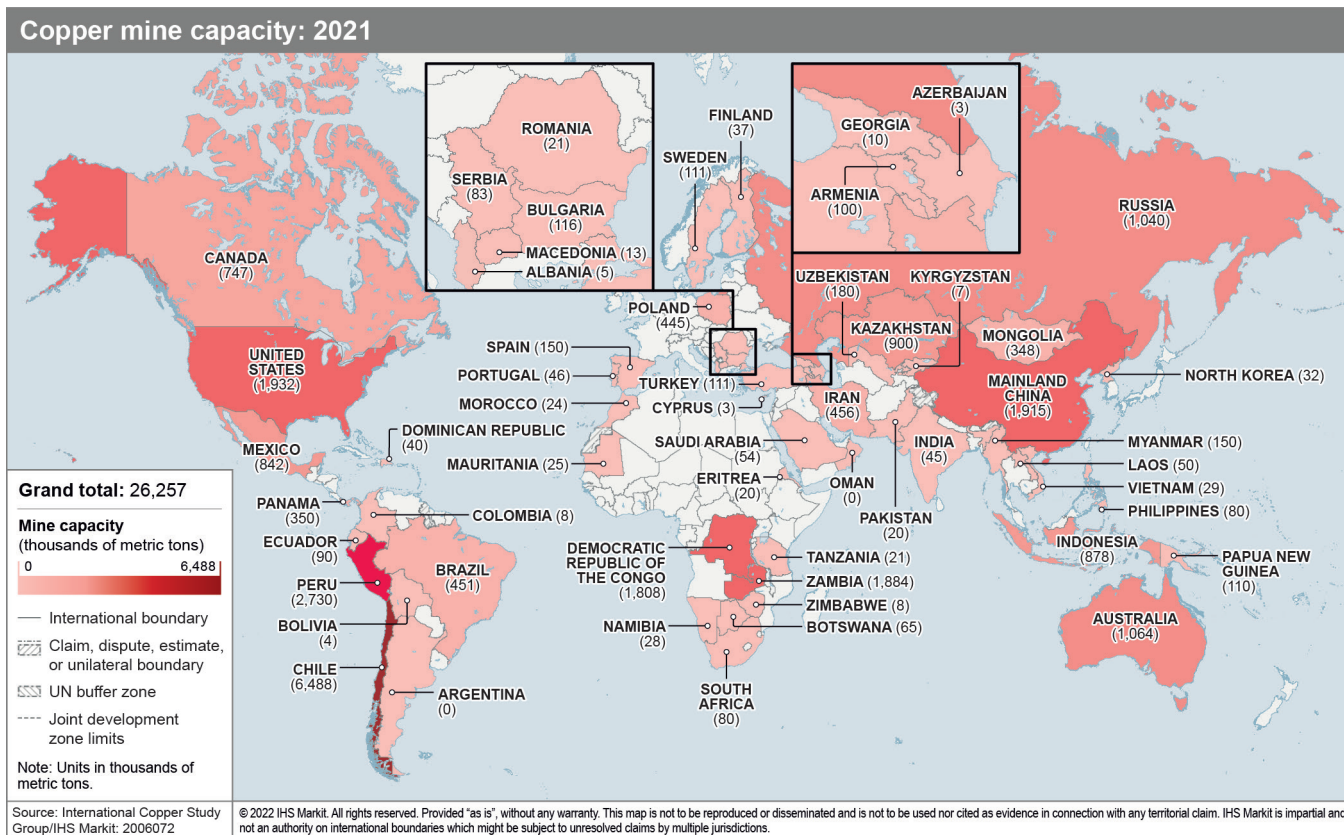 Copper mine capacity: 2021
CANADA
(747)
UNITED
STATES
(1,932)
MEXICO
(842)
DOMINICAN REPUBLIC
(40)
PANAMA
(350)
COLOMBIA (8)
ECUADOR
(90)
PERU
(2,730)
BRAZIL
(451)
BOLIVIA
(4)
CHILE
(6,488)
ARGENTINA
(0)
ROMANIA
(21)
SERBIA
(83)
BULGARIA
(116)
MACEDONIA (13)
ALBANIA (5)
FINLAND
(37)
SWEDEN
(111)
AZERBAIJAN
(3)
GEORGIA
(10)
ARMENIA
(100)
RUSSIA
(1,040)
POLAND
(445)
SPAIN (150)
PORTUGAL (46)
MOROCCO (24)
MAURITANIA (25)
TURKEY (111)
CYPRUS (3)
UZBEKISTAN
(180)
KYRGYZSTAN
(7)
KAZAKHSTAN
(900)
MONGOLIA
(348)
MAINLAND
CHINA
(1,915)
NORTH KOREA (32)
IRAN
(456)
SAUDI ARABIA
(54)
ERITREA
(20)
OMAN
(0)
INDIA
(45)
PAKISTAN
(20)
MYANMAR (150)
LAOS (50)
VIETNAM (29)
PHILIPPINES (80)
INDONESIA
(878)
PAPUA NEW
GUINEA
(110)
AUSTRALIA
(1,064)
DEMOCRATIC
REPUBLIC OF
THE CONGO
(1,808)
TANZANIA (21)
ZAMBIA (1,884)
ZIMBABWE (8)
BOTSWANA (65)
NAMIBIA
(28)
SOUTH
AFRICA
(80)
Grand total: 26,257
Mine capacity
(thousands of metric tons)
0 6,488
International boundary
Claim, dispute, estimate,
or unilateral boundary
UN buffer zone
Joint development
zone limits
Note: Units in thousands of
metric tons.
Source: International Copper Study
Group/IHS Markit: 2006072
© 2022 IHS Markit. All rights reserved. Provided “as is”, without any warranty. This map is not to be reproduced or disseminated and is not to be used nor cited as evidence in connection with any territorial claim. IHS Markit is impartial and
not an authority on international boundaries which might be subject to unresolved claims by multiple jurisdictions.